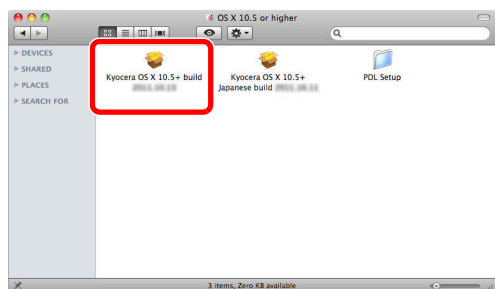 OS X 10.5 or higher
DEVICES
SHARED
PLACES
SEARCH FOR
Kyocera OS X 10.5+ build
Kyocera OS X 10.5+
Japanese build
PDL Setup
3 items, Zero KB available